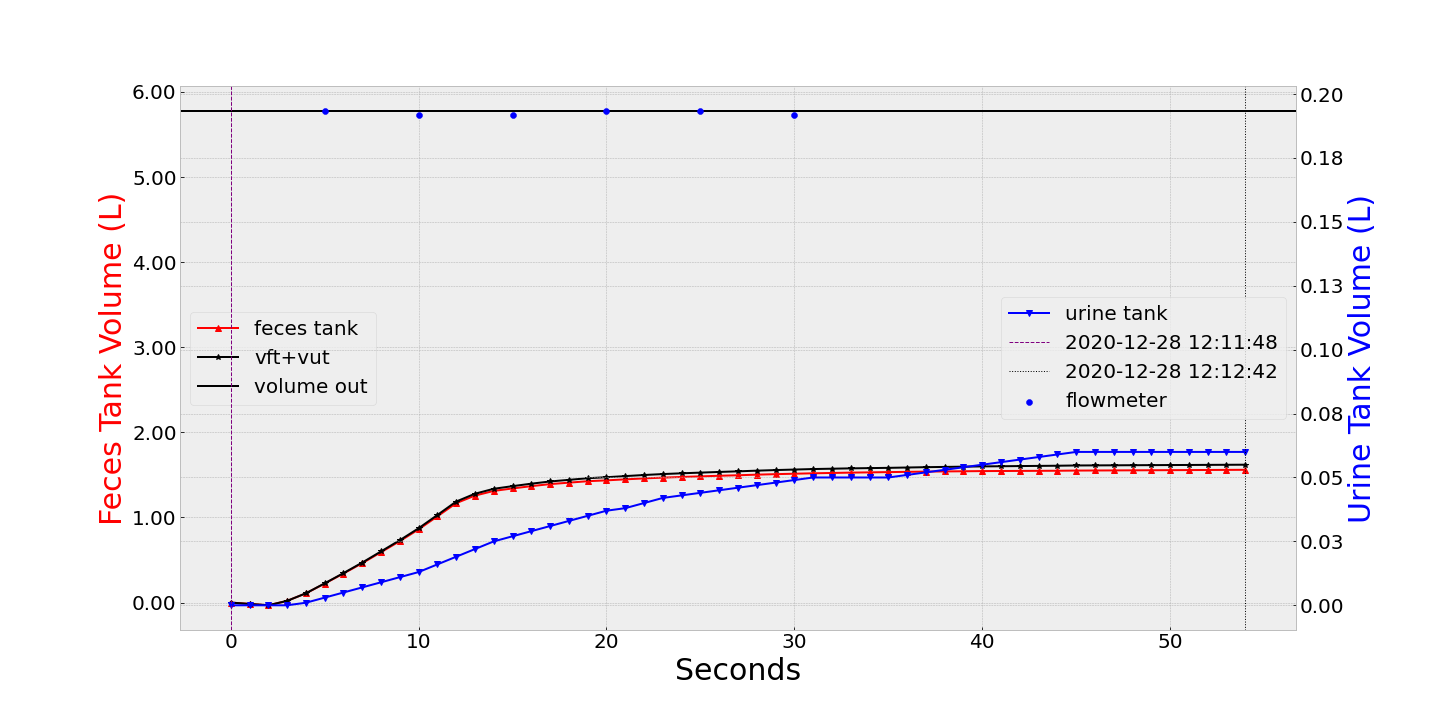 Feces Tank Volume (L)
6.00
5.00
4.00
3.00
2.00
1.00
0.00
feces tank
vft+vut
volume out
urine tank
2020-12-28 12:11:48
2020-12-28 12:12:42
flowmeter
0.20
0.18
0.15
0.13
0.10
0.08
0.05
0.03
0.00
Urine Tank Volume (L)
0 10 20 30 40 50
Seconds